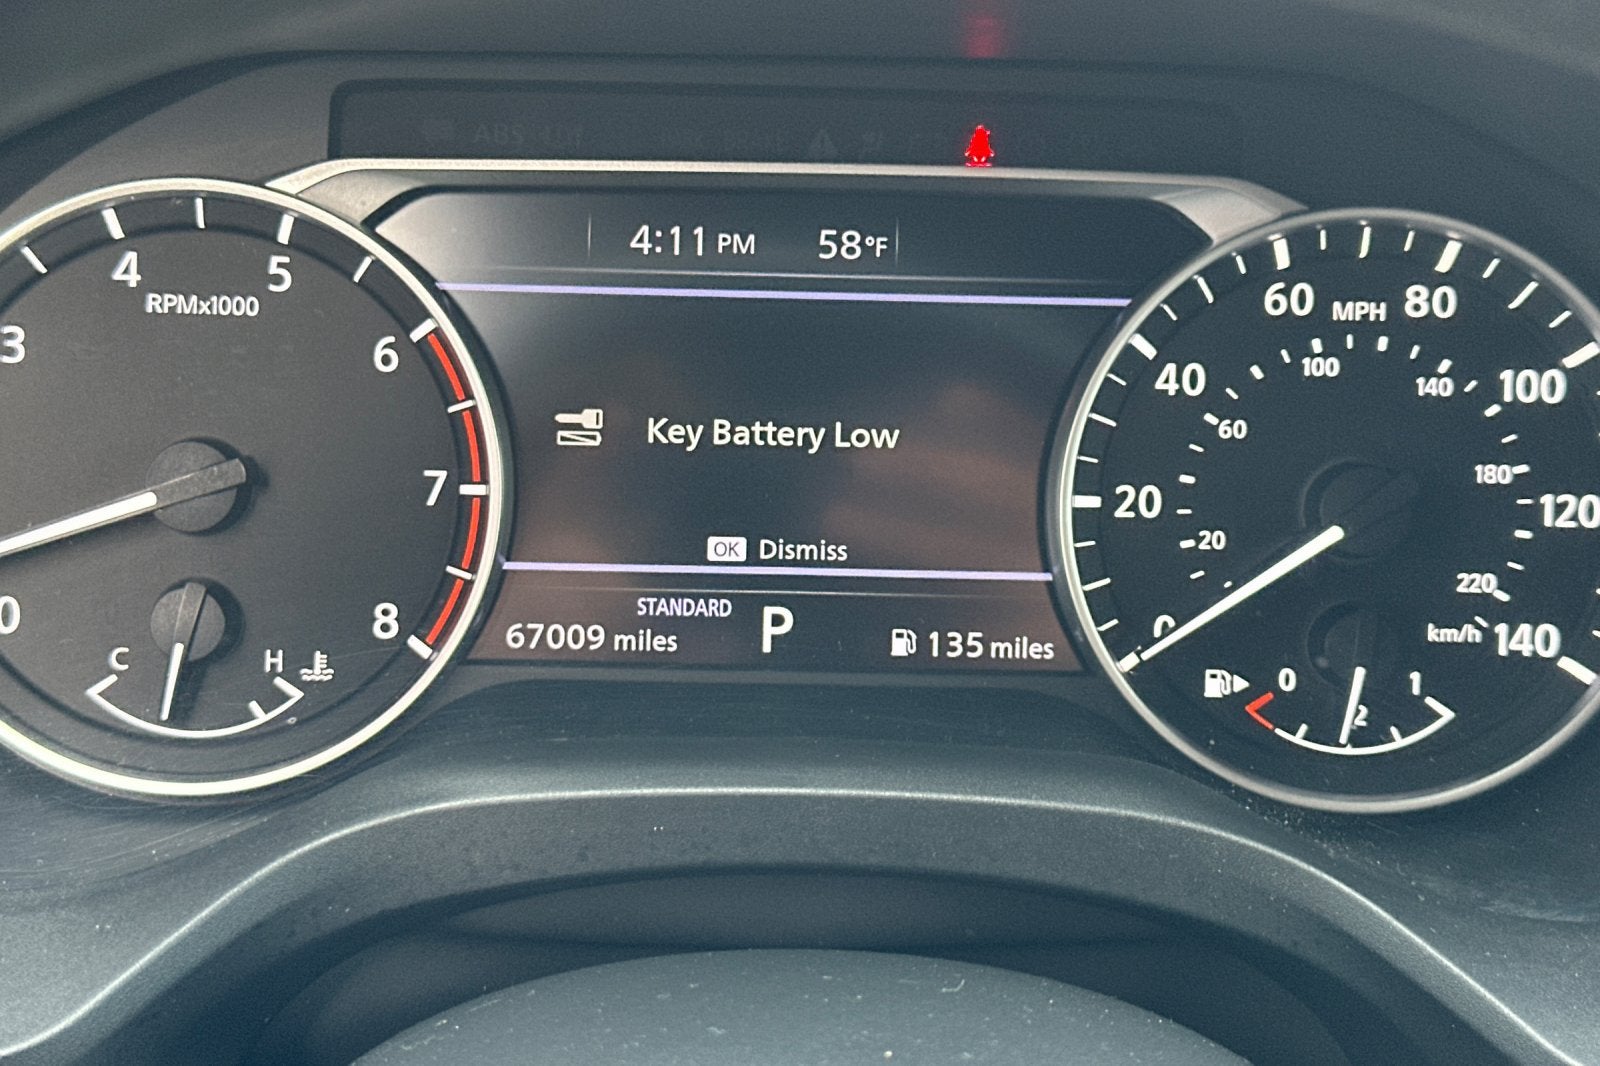 ABS
4:11 PM 58°F
4 5
RPMx1000
3 6
7
0 8
C H
Key Battery Low
OK Dismiss
STANDARD
67009 miles P 135 miles
60 MPH 80
40 100 140 100
60
20 180 120
20
220
0 km/h 140
0 1
2